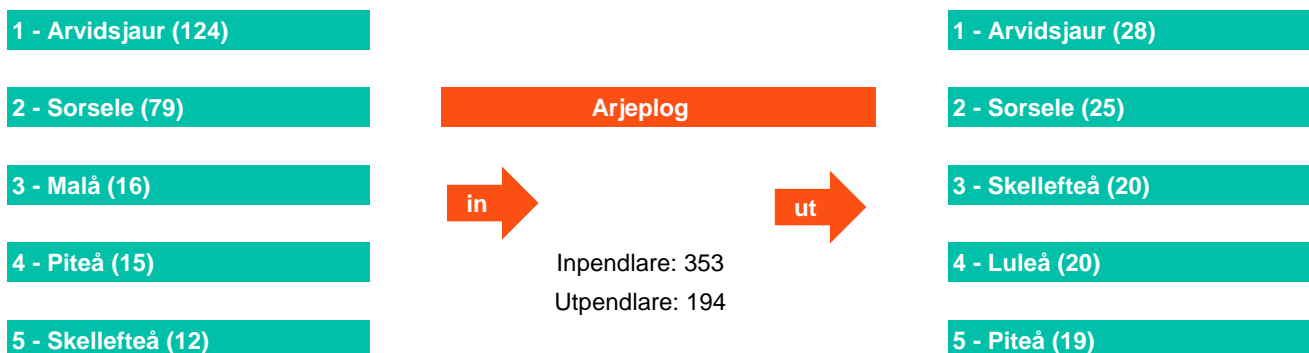 1 - Arvidsjaur (124)
2 - Sorsele (79)
3 - Malå (16)
4 - Piteå (15)
5 - Skellefteå (12)
Arjeplog
in
ut
Inpendlare: 353
Utpendlare: 194
1 - Arvidsjaur (28)
2 - Sorsele (25)
3 - Skellefteå (20)
4 - Luleå (20)
5 - Piteå (19)